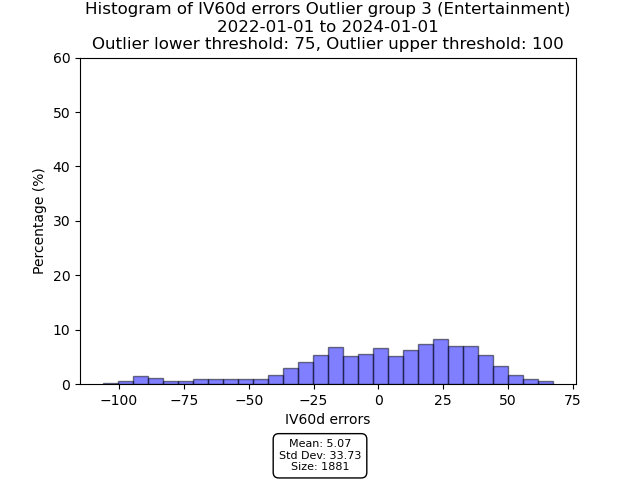 Histogram of IV60d errors Outlier group 3 (Entertainment)
2022-01-01 to 2024-01-01
Outlier lower threshold: 75, Outlier upper threshold: 100
60
50
40
30
20
10
0
Percentage (%)
−100 −75 −50 −25 0 25 50 75
IV60d errors
Mean: 5.07
Std Dev: 33.73
Size: 1881